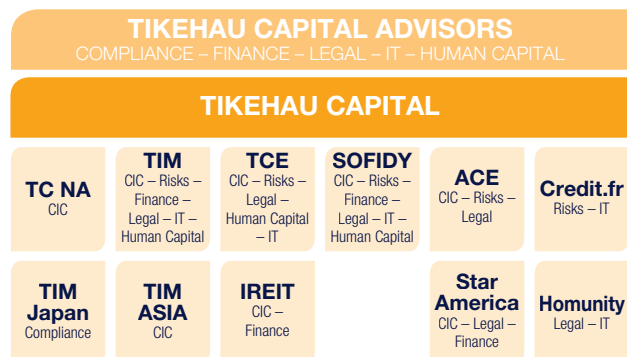 TIKEHAU CAPITAL ADVISORS
COMPLIANCE – FINANCE – LEGAL – IT – HUMAN CAPITAL
TIKEHAU CAPITAL
TC NA
CIC
TIM
CIC – Risks –
Finance –
Legal – IT –
Human Capital
TCE
CIC – Risks –
Legal –
Human Capital
– IT
SOFIDY
CIC – Risks –
Finance –
Legal – IT –
Human Capital
ACE
CIC – Risks –
Legal
Credit.fr
Risks – IT
TIM
Japan
Compliance
TIM
ASIA
CIC
IREIT
CIC –
Finance
Star
America
CIC – Legal –
Finance
Homunity
Legal – IT